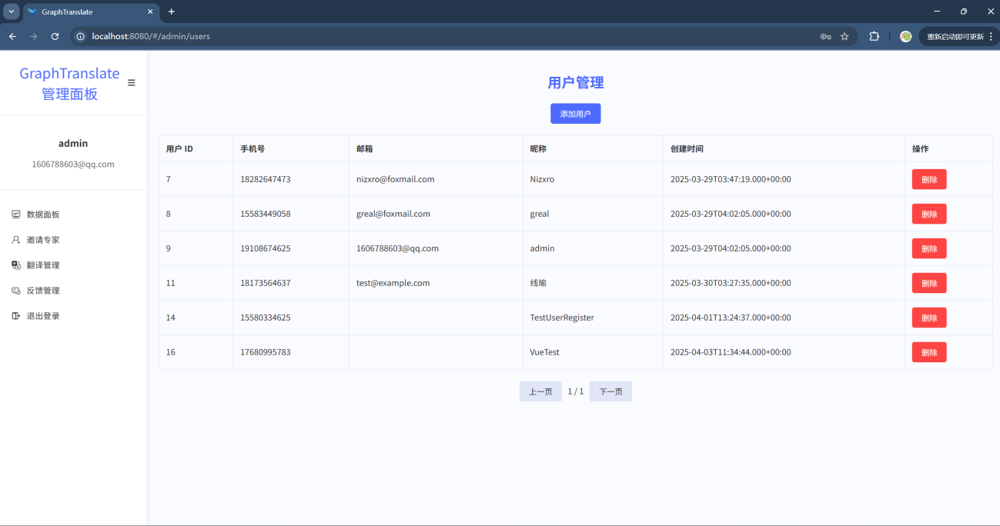 GraphTranslate
localhost:8080/#/admin/users
重新启动即可更新
GraphTranslate
管理面板
admin
1606788603@qq.com
数据面板
邀请专家
翻译管理
反馈管理
退出登录
用户管理
添加用户
用户 ID 手机号 邮箱 昵称 创建时间 操作
7 18282647473 nizxro@foxmail.com Nizxro 2025-03-29T03:47:19.000+00:00 删除
8 15583449058 greal@foxmail.com greal 2025-03-29T04:02:05.000+00:00 删除
9 19108674625 1606788603@qq.com admin 2025-03-29T04:02:05.000+00:00 删除
11 18173564637 test@example.com 线瑜 2025-03-30T03:27:35.000+00:00 删除
14 15580334625 TestUserRegister 2025-04-01T13:24:37.000+00:00 删除
16 17680995783 VueTest 2025-04-03T11:34:44.000+00:00 删除
上一页 1 / 1 下一页